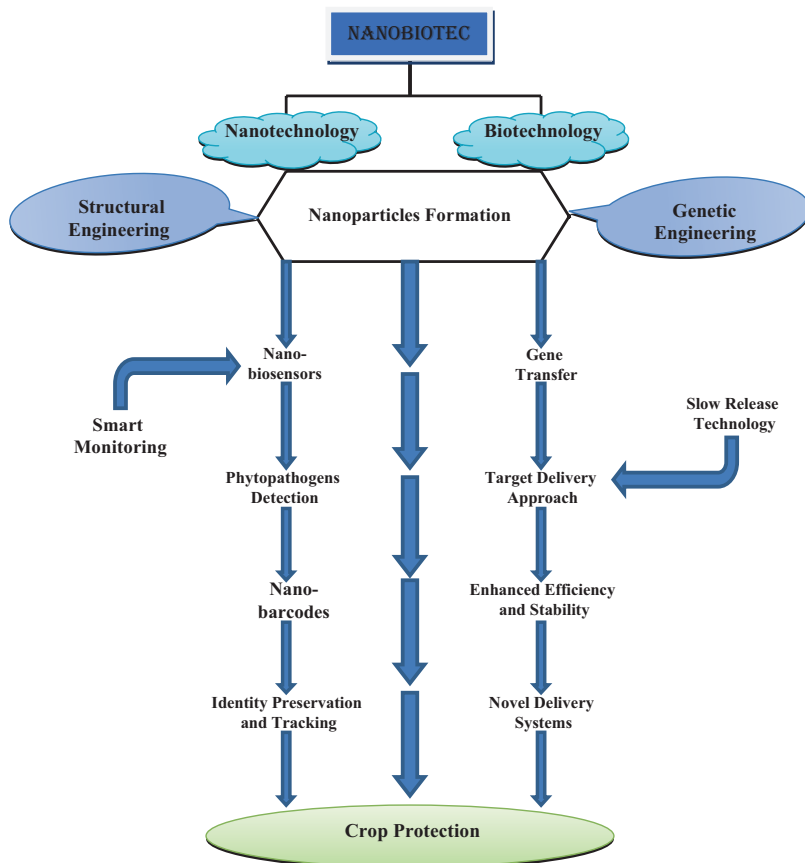 NANOBIOTEC
Nanotechnology
Biotechnology
Structural
Engineering
Nanoparticles Formation
Genetic
Engineering
Nano-
biosensors
Gene
Transfer
Smart
Monitoring
Slow Release
Technology
Phytopathogens
Detection
Target Delivery
Approach
Nano-
barcodes
Enhanced Efficiency
and Stability
Identity Preservation
and Tracking
Novel Delivery
Systems
Crop Protection